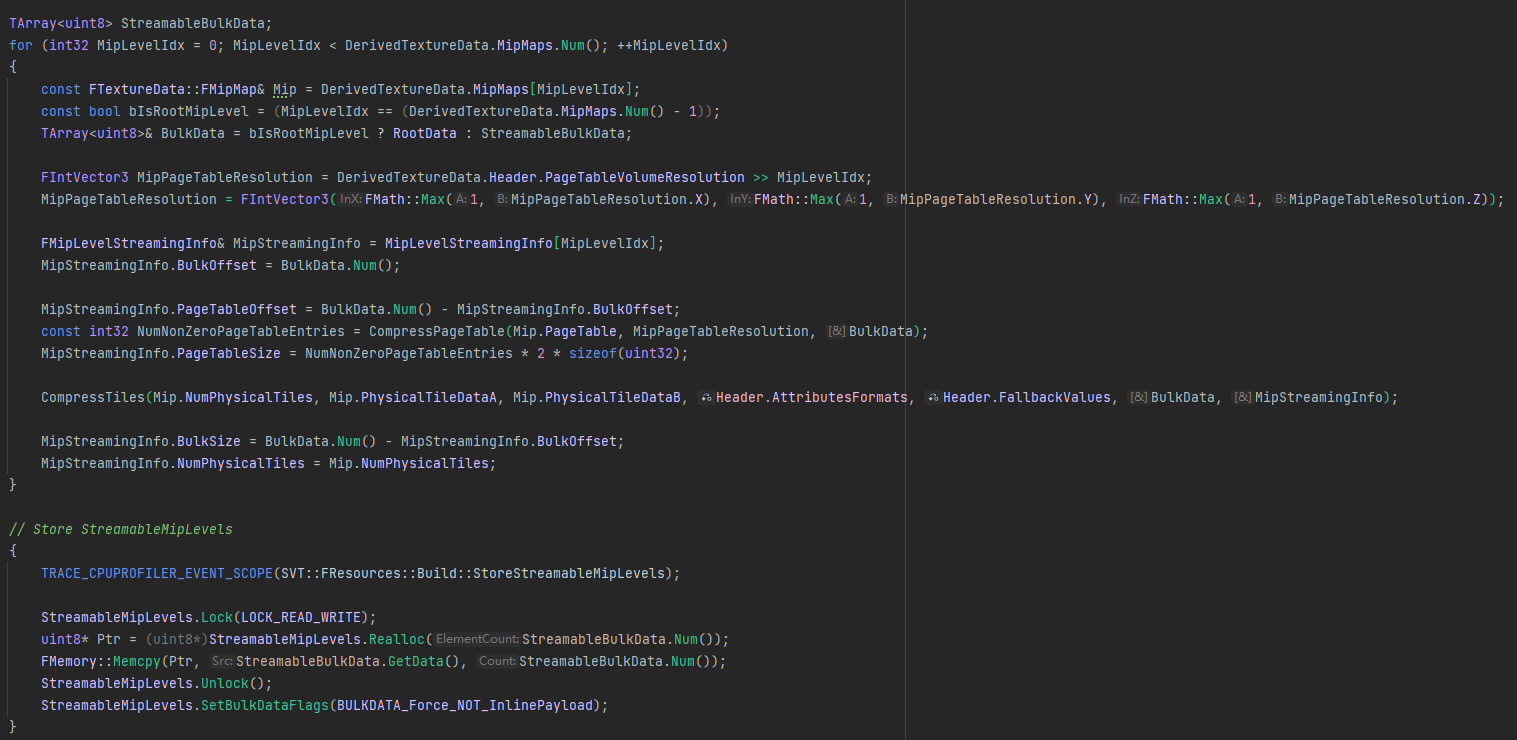 TArray<uint8> StreamableBulkData;
for (int32 MipLevelIdx = 0; MipLevelIdx < DerivedTextureData.MipMaps.Num(); ++MipLevelIdx)
{
    const FTextureData::FMipMap& Mip = DerivedTextureData.MipMaps[MipLevelIdx];
    const bool bIsRootMipLevel = (MipLevelIdx == (DerivedTextureData.MipMaps.Num() - 1));
    TArray<uint8>& BulkData = bIsRootMipLevel ? RootData : StreamableBulkData;

    FIntVector3 MipPageTableResolution = DerivedTextureData.Header.PageTableVolumeResolution >> MipLevelIdx;
    MipPageTableResolution = FIntVector3(InX: FMath::Max(A: 1, B: MipPageTableResolution.X), InY: FMath::Max(A: 1, B: MipPageTableResolution.Y), InZ: FMath::Max(A: 1, B: MipPageTableResolution.Z));

    FMipLevelStreamingInfo& MipStreamingInfo = MipLevelStreamingInfo[MipLevelIdx];
    MipStreamingInfo.BulkOffset = BulkData.Num();

    MipStreamingInfo.PageTableOffset = BulkData.Num() - MipStreamingInfo.BulkOffset;
    const int32 NumNonZeroPageTableEntries = CompressPageTable(Mip.PageTable, MipPageTableResolution, [&] BulkData);
    MipStreamingInfo.PageTableSize = NumNonZeroPageTableEntries * 2 * sizeof(uint32);

    CompressTiles(Mip.NumPhysicalTiles, Mip.PhysicalTileDataA, Mip.PhysicalTileDataB, Header.AttributesFormats, Header.FallbackValues, [&] BulkData, [&] MipStreamingInfo);

    MipStreamingInfo.BulkSize = BulkData.Num() - MipStreamingInfo.BulkOffset;
    MipStreamingInfo.NumPhysicalTiles = Mip.NumPhysicalTiles;
}

// Store StreamableMipLevels
{
    TRACE_CPUPROFILER_EVENT_SCOPE(SVT::FResources::Build::StoreStreamableMipLevels);

    StreamableMipLevels.Lock(LOCK_READ_WRITE);
    uint8* Ptr = (uint8*)StreamableMipLevels.Realloc(ElementCount: StreamableBulkData.Num());
    FMemory::Memcpy(Ptr, Src: StreamableBulkData.GetData(), Count: StreamableBulkData.Num());
    StreamableMipLevels.Unlock();
    StreamableMipLevels.SetBulkDataFlags(BULKDATA_Force_NOT_InlinePayload);
}